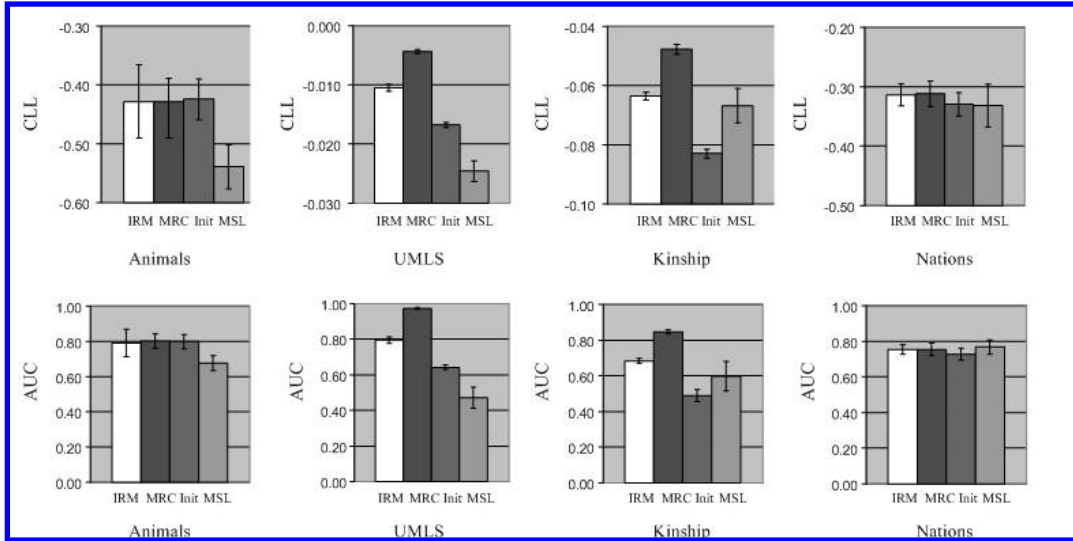 -0.30
-0.40
-0.50
-0.60
CLL
IRM MRC Init MSL
Animals
0.000
-0.010
-0.020
-0.030
CLL
IRM MRC Init MSL
UMLS
-0.04
-0.06
-0.08
-0.10
CLL
IRM MRC Init MSL
Kinship
-0.20
-0.30
-0.40
-0.50
CLL
IRM MRC Init MSL
Nations
1.00
0.80
0.60
0.40
0.20
0.00
AUC
IRM MRC Init MSL
Animals
1.00
0.80
0.60
0.40
0.20
0.00
AUC
IRM MRC Init MSL
UMLS
1.00
0.80
0.60
0.40
0.20
0.00
AUC
IRM MRC Init MSL
Kinship
1.00
0.80
0.60
0.40
0.20
0.00
AUC
IRM MRC Init MSL
Nations